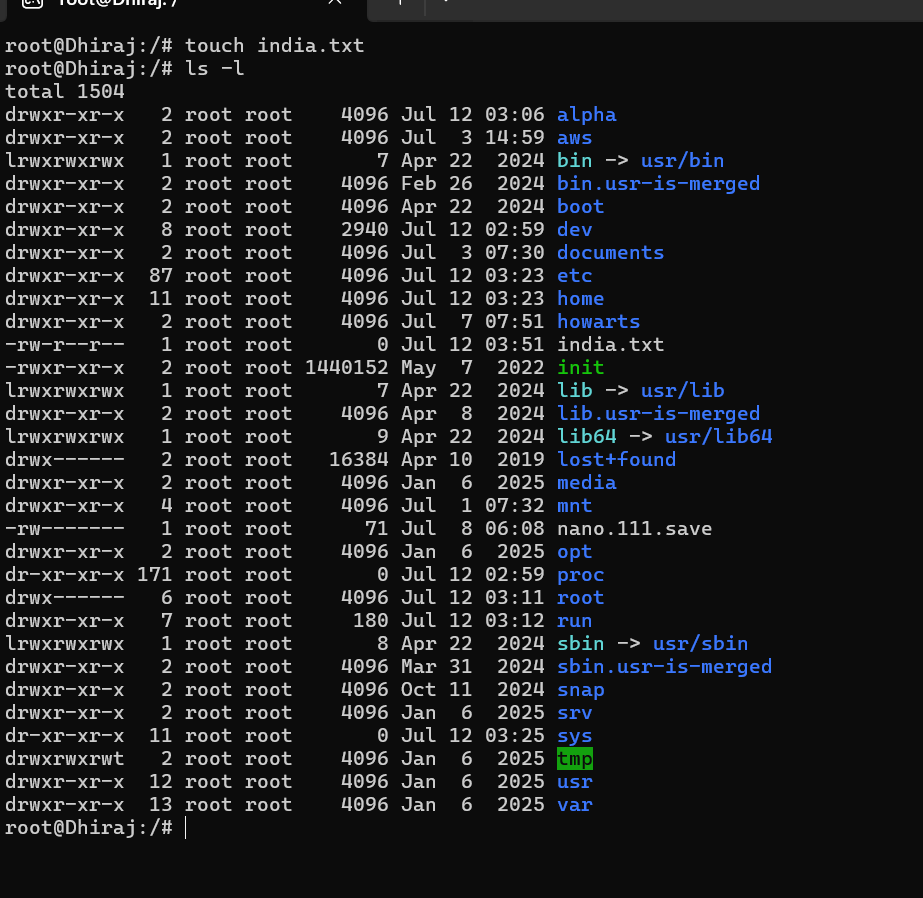 root@Dhiraj: /
root@Dhiraj:/# touch india.txt
root@Dhiraj:/# ls -l
total 1504
drwxr-xr-x   2 root root    4096 Jul 12 03:06 alpha
drwxr-xr-x   2 root root    4096 Jul  3 14:59 aws
lrwxrwxrwx   1 root root       7 Apr 22  2024 bin -> usr/bin
drwxr-xr-x   2 root root    4096 Feb 26  2024 bin.usr-is-merged
drwxr-xr-x   2 root root    4096 Apr 22  2024 boot
drwxr-xr-x   8 root root    2940 Jul 12 02:59 dev
drwxr-xr-x   2 root root    4096 Jul  3 07:30 documents
drwxr-xr-x  87 root root    4096 Jul 12 03:23 etc
drwxr-xr-x  11 root root    4096 Jul 12 03:23 home
drwxr-xr-x   2 root root    4096 Jul  7 07:51 howarts
-rw-r--r--   1 root root       0 Jul 12 03:51 india.txt
-rwxr-xr-x   2 root root 1440152 May  7  2022 init
lrwxrwxrwx   1 root root       7 Apr 22  2024 lib -> usr/lib
drwxr-xr-x   2 root root    4096 Apr  8  2024 lib.usr-is-merged
lrwxrwxrwx   1 root root       9 Apr 22  2024 lib64 -> usr/lib64
drwx------   2 root root   16384 Apr 10  2019 lost+found
drwxr-xr-x   2 root root    4096 Jan  6  2025 media
drwxr-xr-x   4 root root    4096 Jul  1 07:32 mnt
-rw-------   1 root root      71 Jul  8 06:08 nano.111.save
drwxr-xr-x   2 root root    4096 Jan  6  2025 opt
dr-xr-xr-x 171 root root       0 Jul 12 02:59 proc
drwx------   6 root root    4096 Jul 12 03:11 root
drwxr-xr-x   7 root root     180 Jul 12 03:12 run
lrwxrwxrwx   1 root root       8 Apr 22  2024 sbin -> usr/sbin
drwxr-xr-x   2 root root    4096 Mar 31  2024 sbin.usr-is-merged
drwxr-xr-x   2 root root    4096 Oct 11  2024 snap
drwxr-xr-x   2 root root    4096 Jan  6  2025 srv
dr-xr-xr-x  11 root root       0 Jul 12 03:25 sys
drwxrwxrwt   2 root root    4096 Jan  6  2025 tmp
drwxr-xr-x  12 root root    4096 Jan  6  2025 usr
drwxr-xr-x  13 root root    4096 Jan  6  2025 var
root@Dhiraj:/#